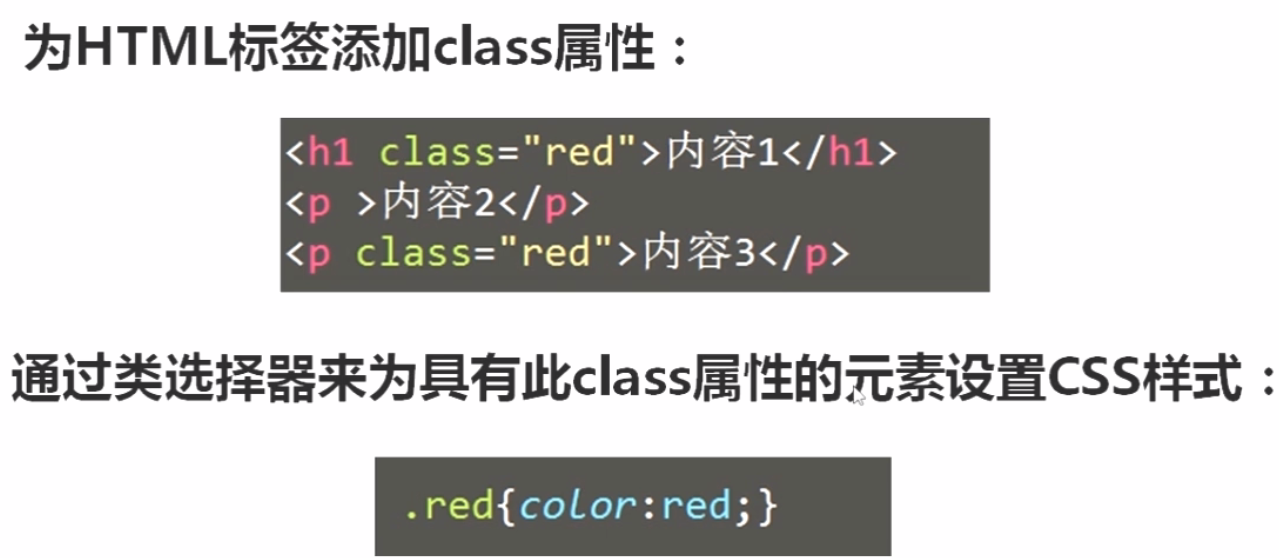 为HTML标签添加class属性：
<h1 class="red">内容1</h1>
<p >内容2</p>
<p class="red">内容3</p>
通过类选择器来为具有此class属性的元素设置CSS样式：
.red{color:red;}